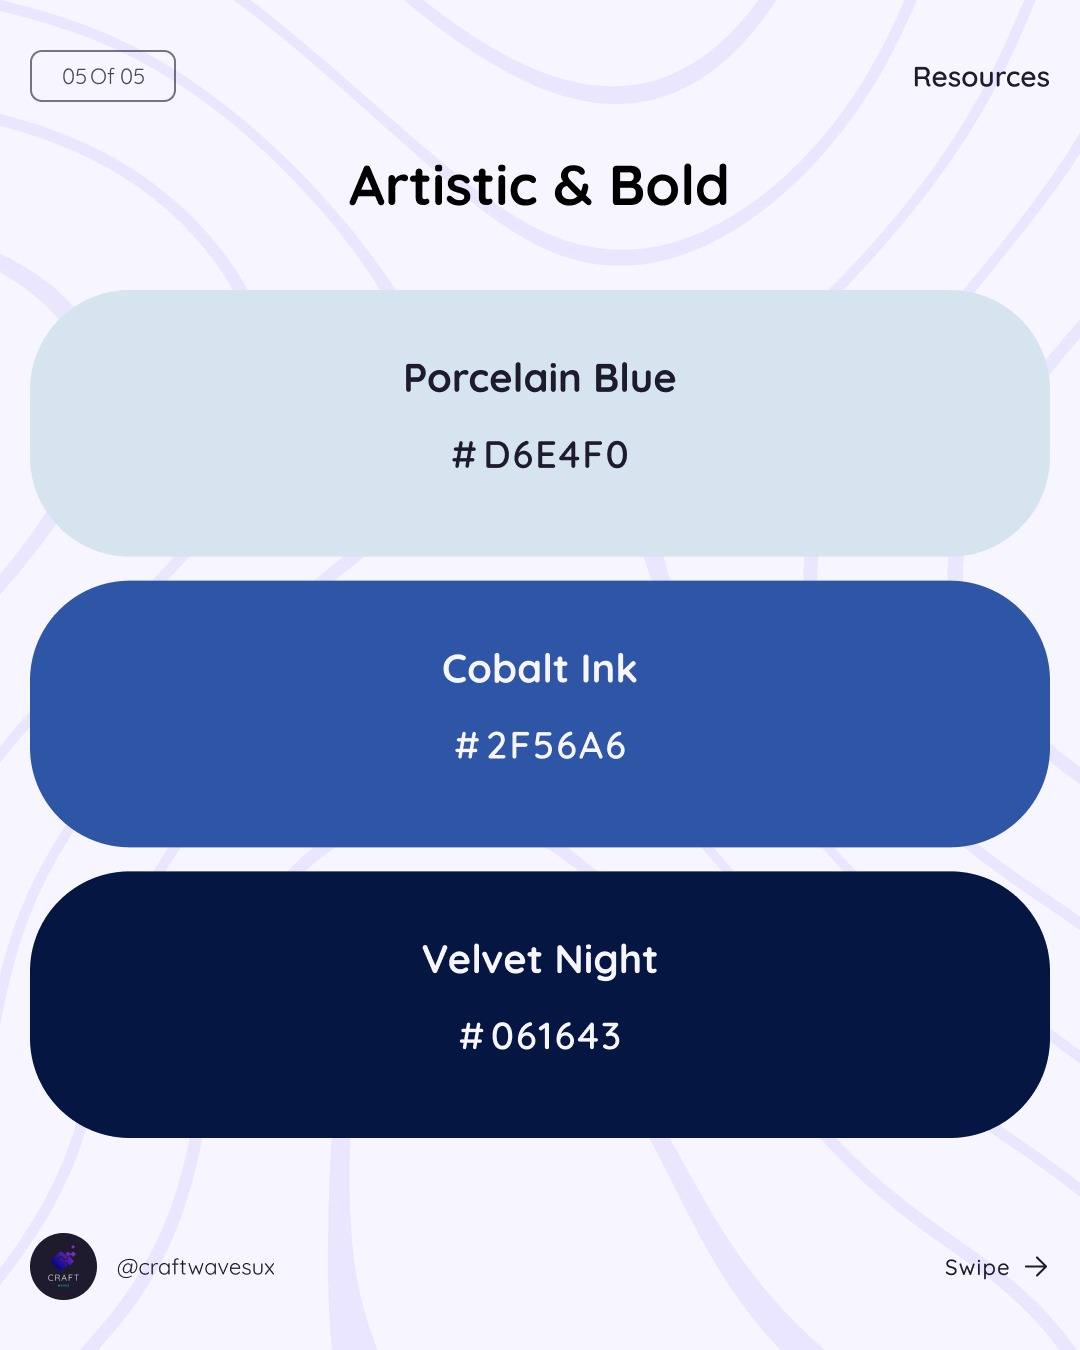 05 Of 05
Resources
Artistic & Bold
Porcelain Blue
# D6E4F0
Cobalt Ink
# 2F56A6
Velvet Night
# 061643
CRAFT
@craftwavesux
Swipe →